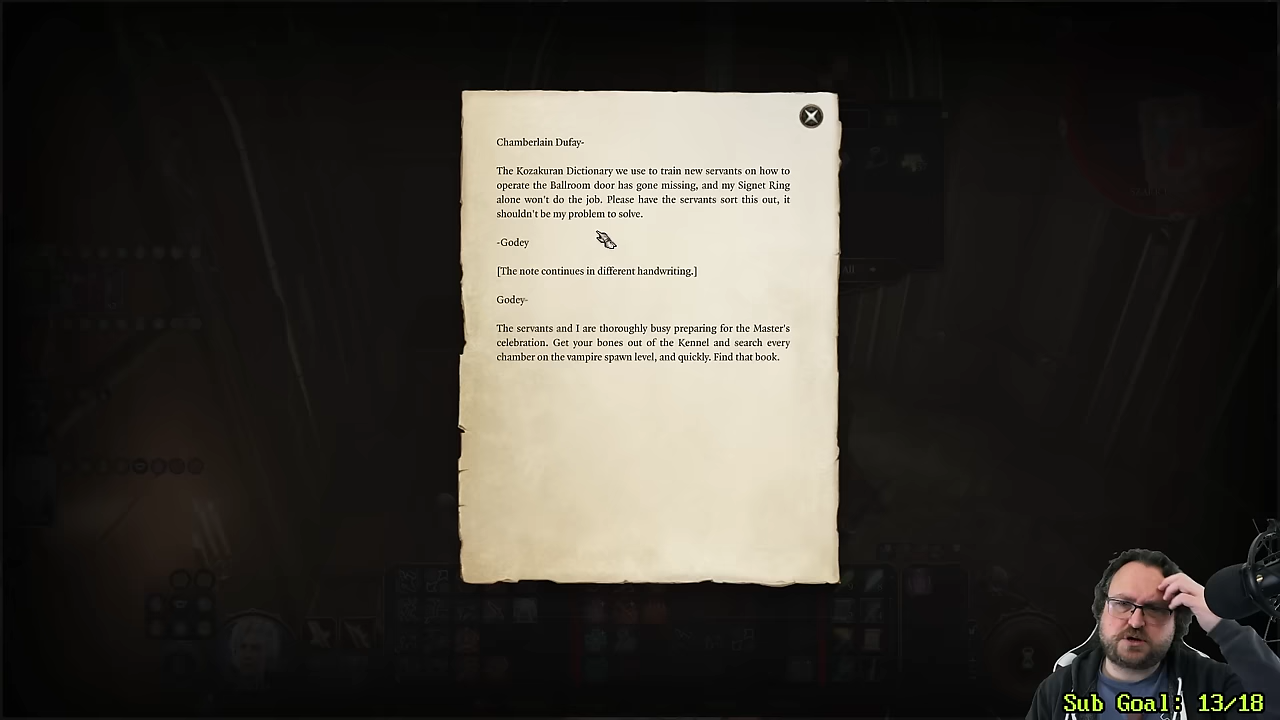 Chamberlain Dufay-
The Kozakuran Dictionary we use to train new servants on how to
operate the Ballroom door has gone missing, and my Signet Ring
alone won't do the job. Please have the servants sort this out, it
shouldn't be my problem to solve.
-Godey
[The note continues in different handwriting.]
Godey-
The servants and I are thoroughly busy preparing for the Master's
celebration. Get your bones out of the Kennel and search every
chamber on the vampire spawn level, and quickly. Find that book.
Sub Goal: 13/18